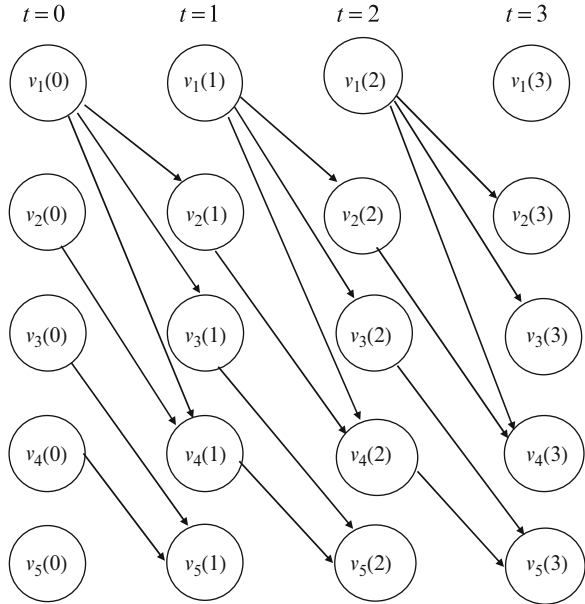 t = 0 t = 1 t = 2 t = 3
v1(0) v1(1) v1(2) v1(3)
v2(0) v2(1) v2(2) v2(3)
v3(0) v3(1) v3(2) v3(3)
v4(0) v4(1) v4(2) v4(3)
v5(0) v5(1) v5(2) v5(3)